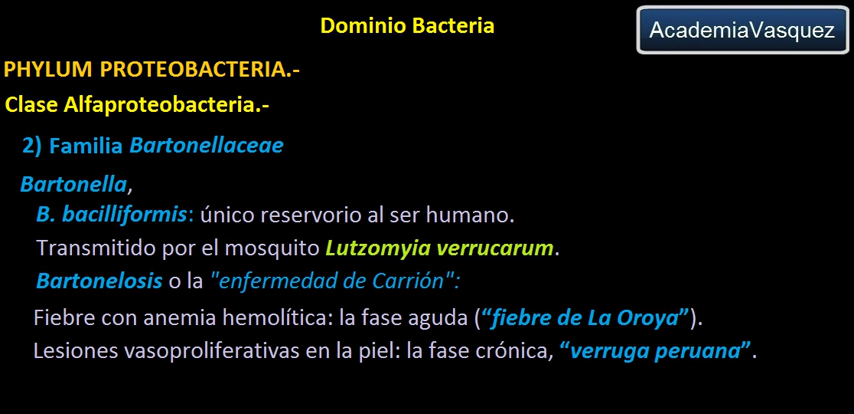 Dominio Bacteria
AcademiaVasquez
PHYLUM PROTEOBACTERIA.-
Clase Alfaproteobacteria.-
2) Familia Bartonellaceae
Bartonella,
B. bacilliformis: único reservorio al ser humano.
Transmitido por el mosquito Lutzomyia verrucarum.
Bartonelosis o la "enfermedad de Carrión":
Fiebre con anemia hemolítica: la fase aguda (“fiebre de La Oroya”).
Lesiones vasoproliferativas en la piel: la fase crónica, “verruga peruana”.